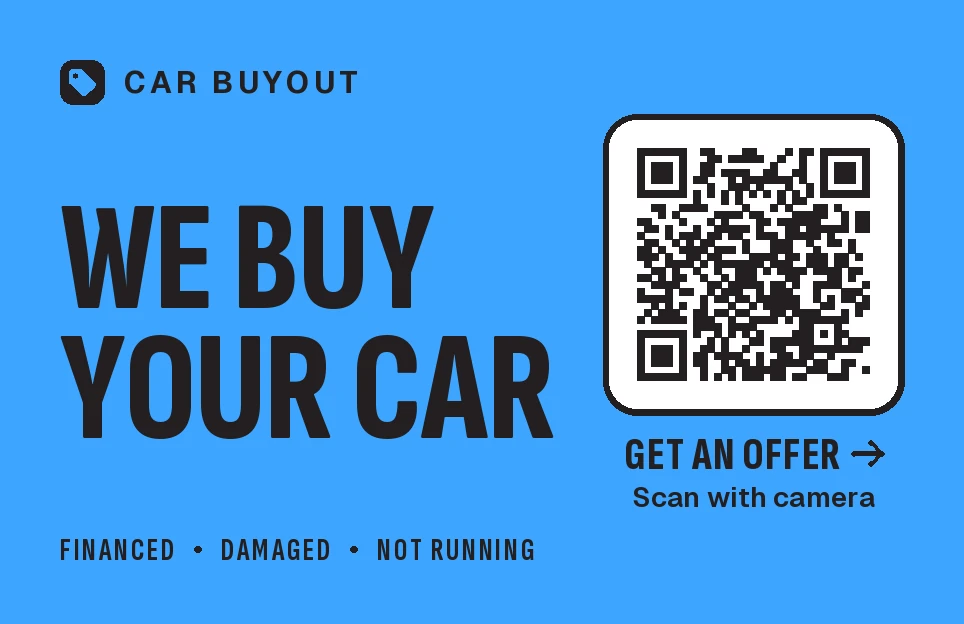 CAR BUYOUT
WE BUY
YOUR CAR
FINANCED • DAMAGED • NOT RUNNING
GET AN OFFER →
Scan with camera